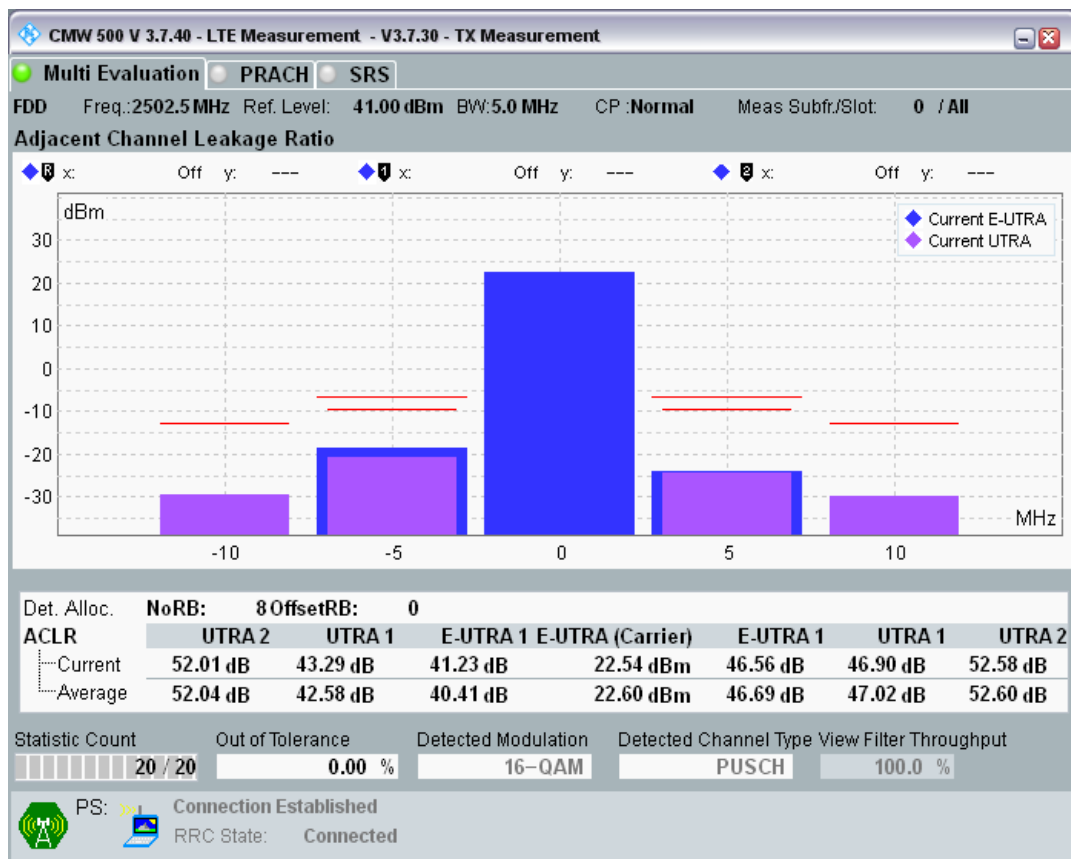 CMW 500 V 3.7.40 - LTE Measurement - V3.7.30 - TX Measurement
Multi Evaluation PRACH SRS
FDD Freq.:2502.5 MHz Ref. Level: 41.00 dBm BW:5.0 MHz CP :Normal Meas Subfr./Slot: 0 / All
Adjacent Channel Leakage Ratio
R x: Off y: --- 1 x: Off y: --- 2 x: Off y: ---
dBm
Current E-UTRA
Current UTRA
30
20
10
0
-10
-20
-30
MHz
-10 -5 0 5 10
Det. Alloc. NoRB: 8 OffsetRB: 0
ACLR UTRA 2 UTRA 1 E-UTRA 1 E-UTRA (Carrier) E-UTRA 1 UTRA 1 UTRA 2
Current 52.01 dB 43.29 dB 41.23 dB 22.54 dBm 46.56 dB 46.90 dB 52.58 dB
Average 52.04 dB 42.58 dB 40.41 dB 22.60 dBm 46.69 dB 47.02 dB 52.60 dB
Statistic Count Out of Tolerance Detected Modulation Detected Channel Type View Filter Throughput
20 / 20 0.00 % 16-QAM PUSCH 100.0 %
PS: Connection Established
RRC State: Connected